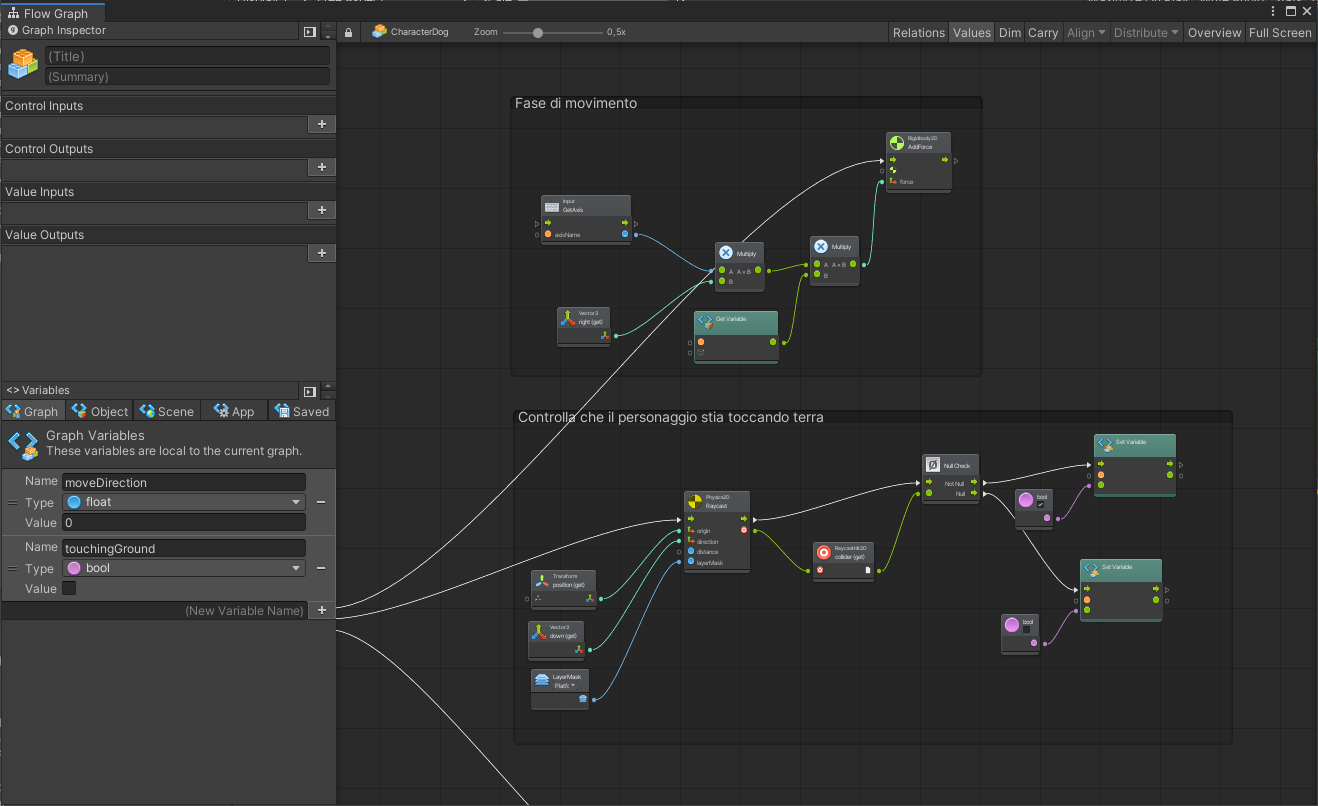 Flow Graph
Graph Inspector
(Title)
(Summary)
Control Inputs
+
Control Outputs
+
Value Inputs
+
Value Outputs
+
<> Variables
Graph
Object
Scene
App
Saved
Graph Variables
These variables are local to the current graph.
Name moveDirection
Type float
Value 0
Name touchingGround
Type bool
Value
(New Variable Name) +
CharacterDog
Zoom 0,5x
Relations Values Dim Carry Align Distribute Overview Full Screen
Fase di movimento
Rigidbody2D
AddForce
force
Input
GetAxis
axisName
Multiply
A A × B
B
Multiply
A A × B
B
Vector3
right (get)
Get Variable
Controlla che il personaggio stia toccando terra
Set Variable
Null Check
Not Null
Null
bool
Physics2D
Raycast
origin
direction
distance
layerMask
RaycastHit2D
collider (get)
Transform
position (get)
Set Variable
Vector3
down (get)
bool
LayerMask
Platfc